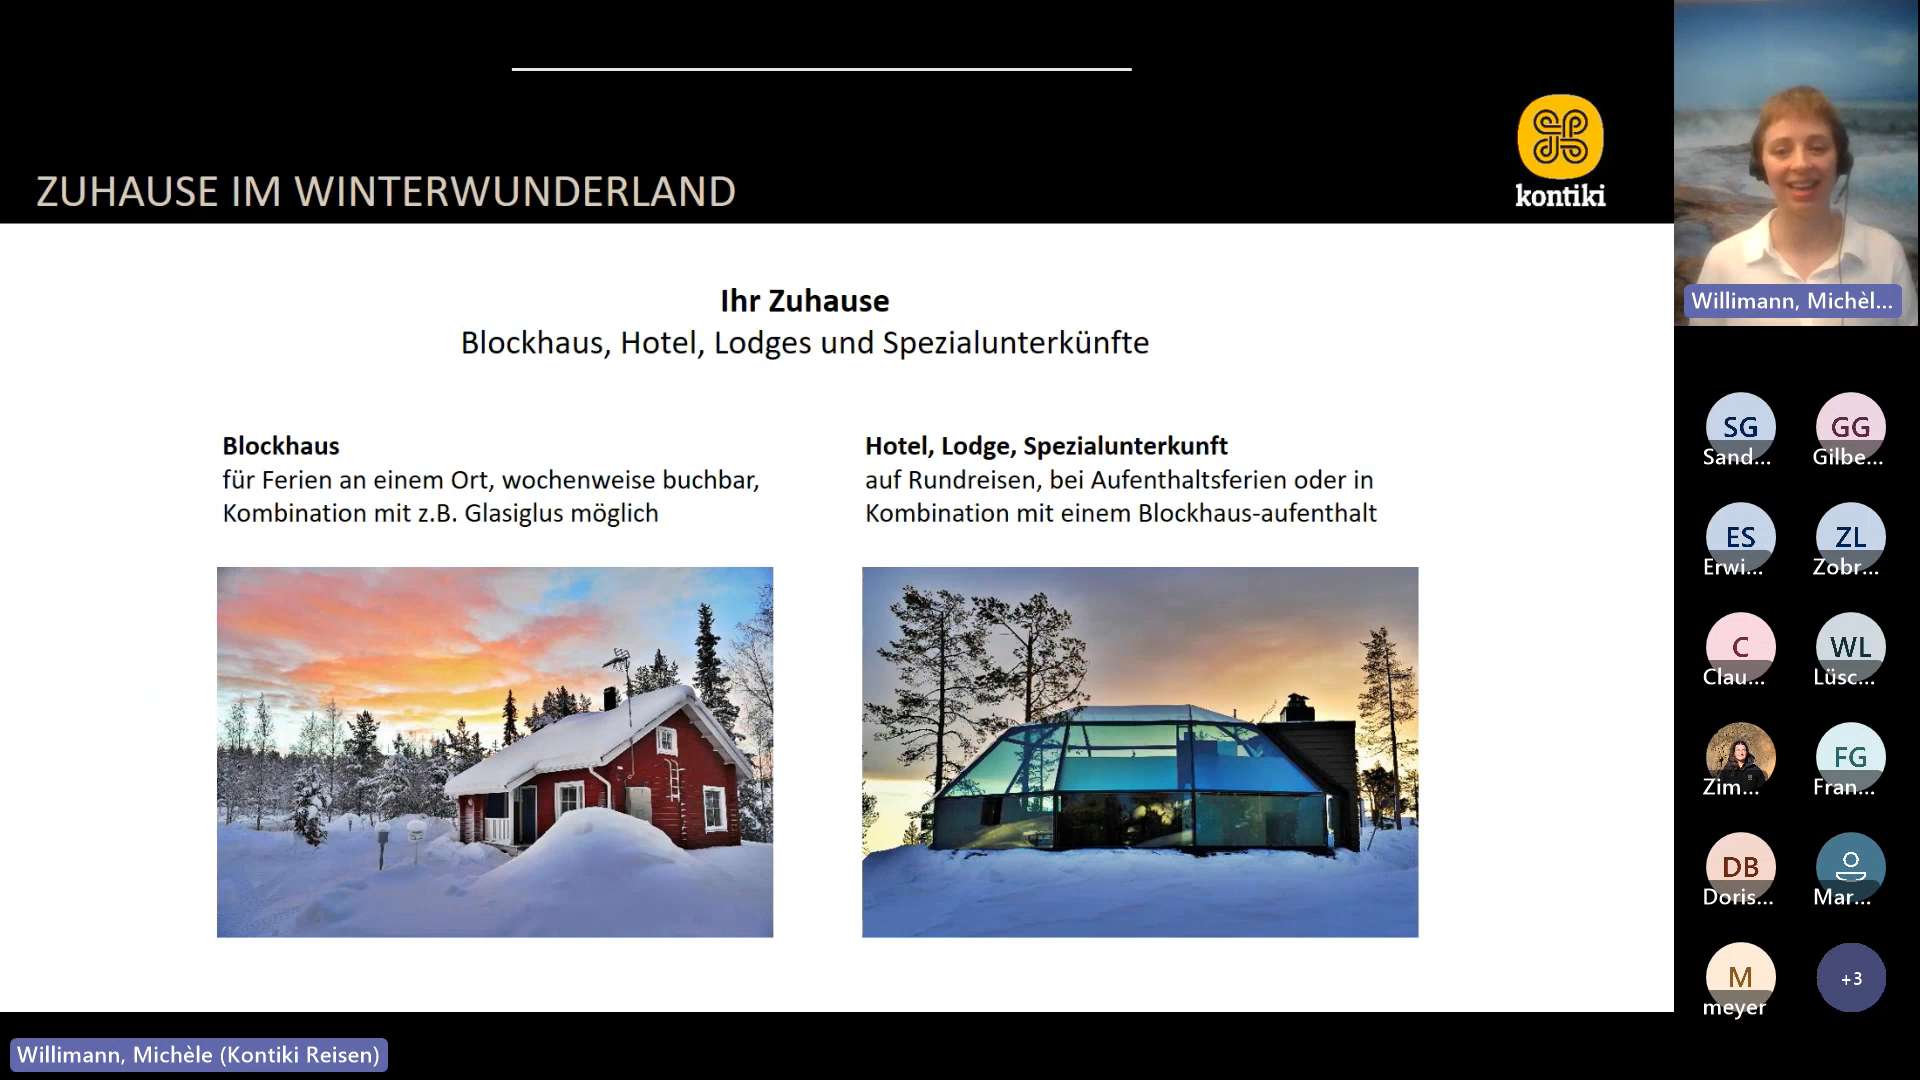 ZUHAUSE IM WINTERWUNDERLAND
kontiki
Ihr Zuhause
Blockhaus, Hotel, Lodges und Spezialunterkünfte
Blockhaus
für Ferien an einem Ort, wochenweise buchbar,
Kombination mit z.B. Glasiglus möglich
Hotel, Lodge, Spezialunterkunft
auf Rundreisen, bei Aufenthaltsferien oder in
Kombination mit einem Blockhaus-aufenthalt
Willimann, Michèl...
SG
Sand...
GG
Gilbe...
ES
Erwi...
ZL
Zobr...
C
Clau...
WL
Lüsc...
Zim...
FG
Fran...
DB
Doris...
Mar...
M
meyer
+3
Willimann, Michèle (Kontiki Reisen)